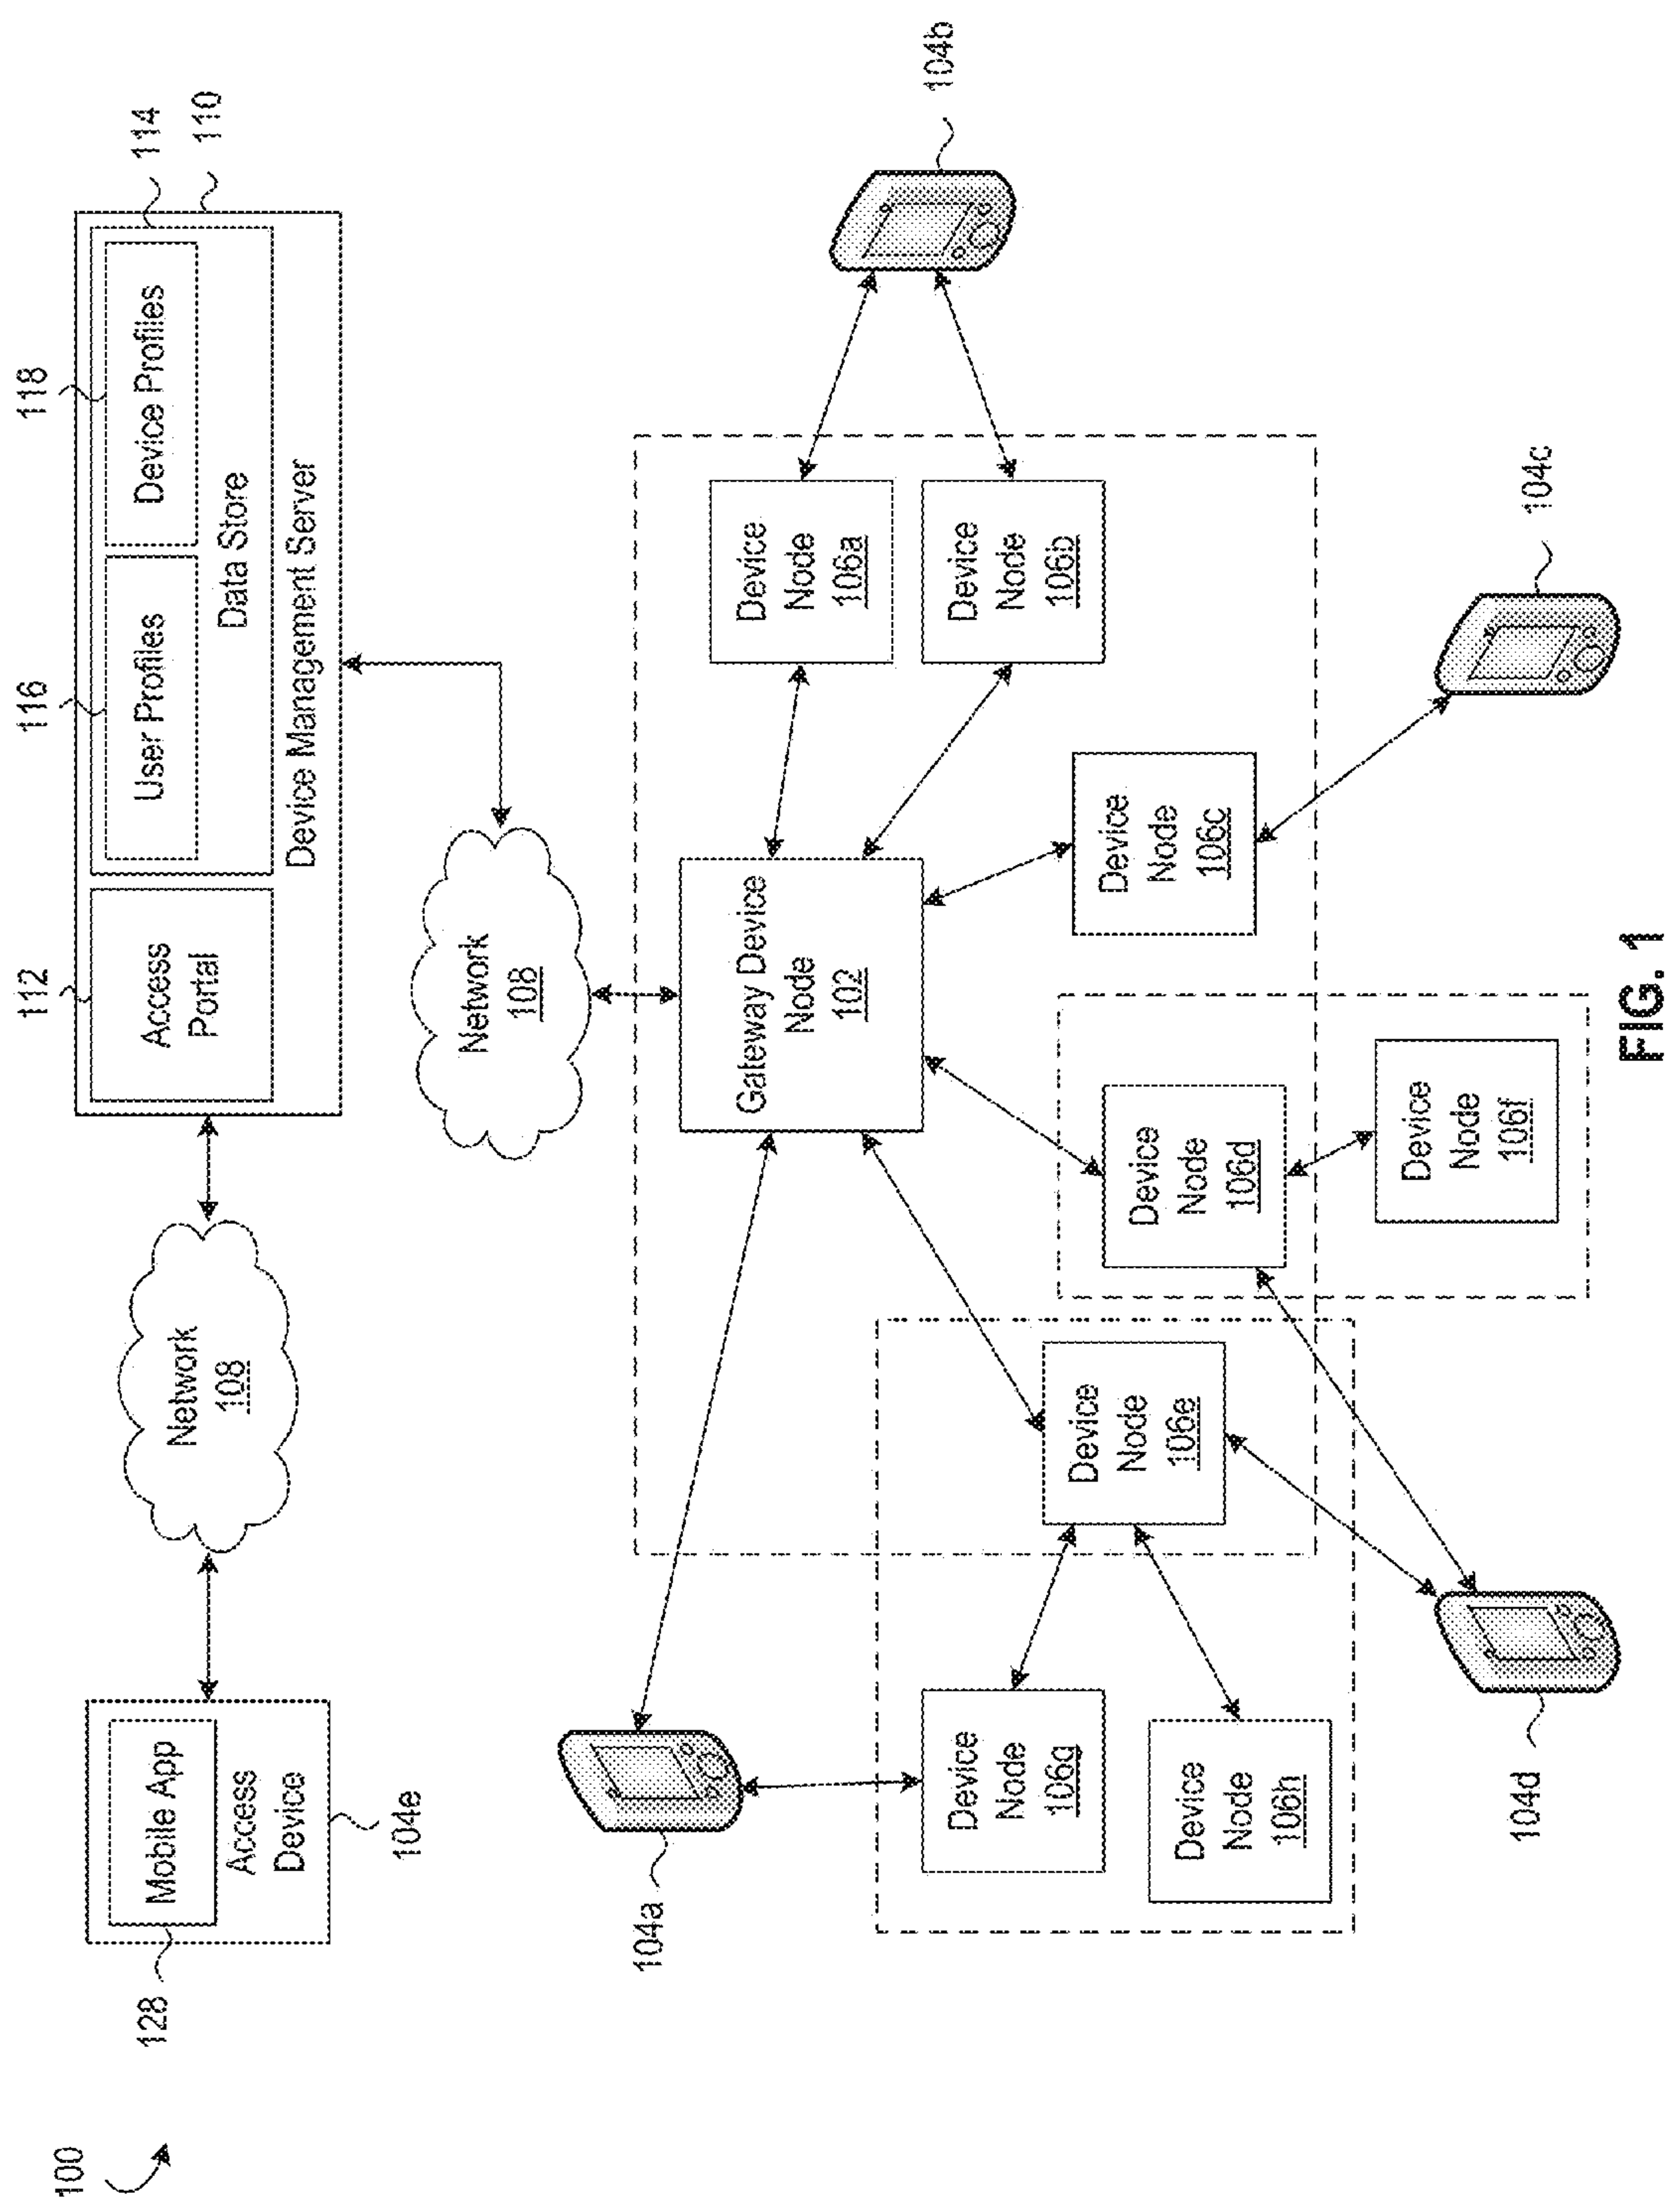 100
128
Mobile App
Access
Device
104e
Network
108
112
Access
Portal
116
User Profiles
118
Device Profiles
Data Store
Device Management Server
114
110
Network
108
104a
Gateway Device
Node
102
Device
Node
106a
Device
Node
106b
104b
Device
Node
106c
104c
Device
Node
106d
Device
Node
106e
Device
Node
106f
Device
Node
106g
Device
Node
106h
104d
FIG. 1